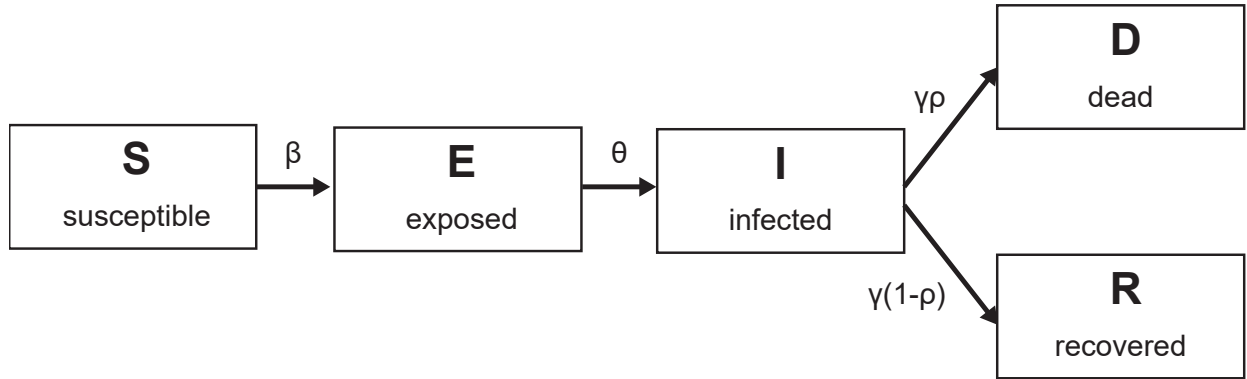 S
susceptible
β
E
exposed
θ
I
infected
γρ
D
dead
γ(1-ρ)
R
recovered